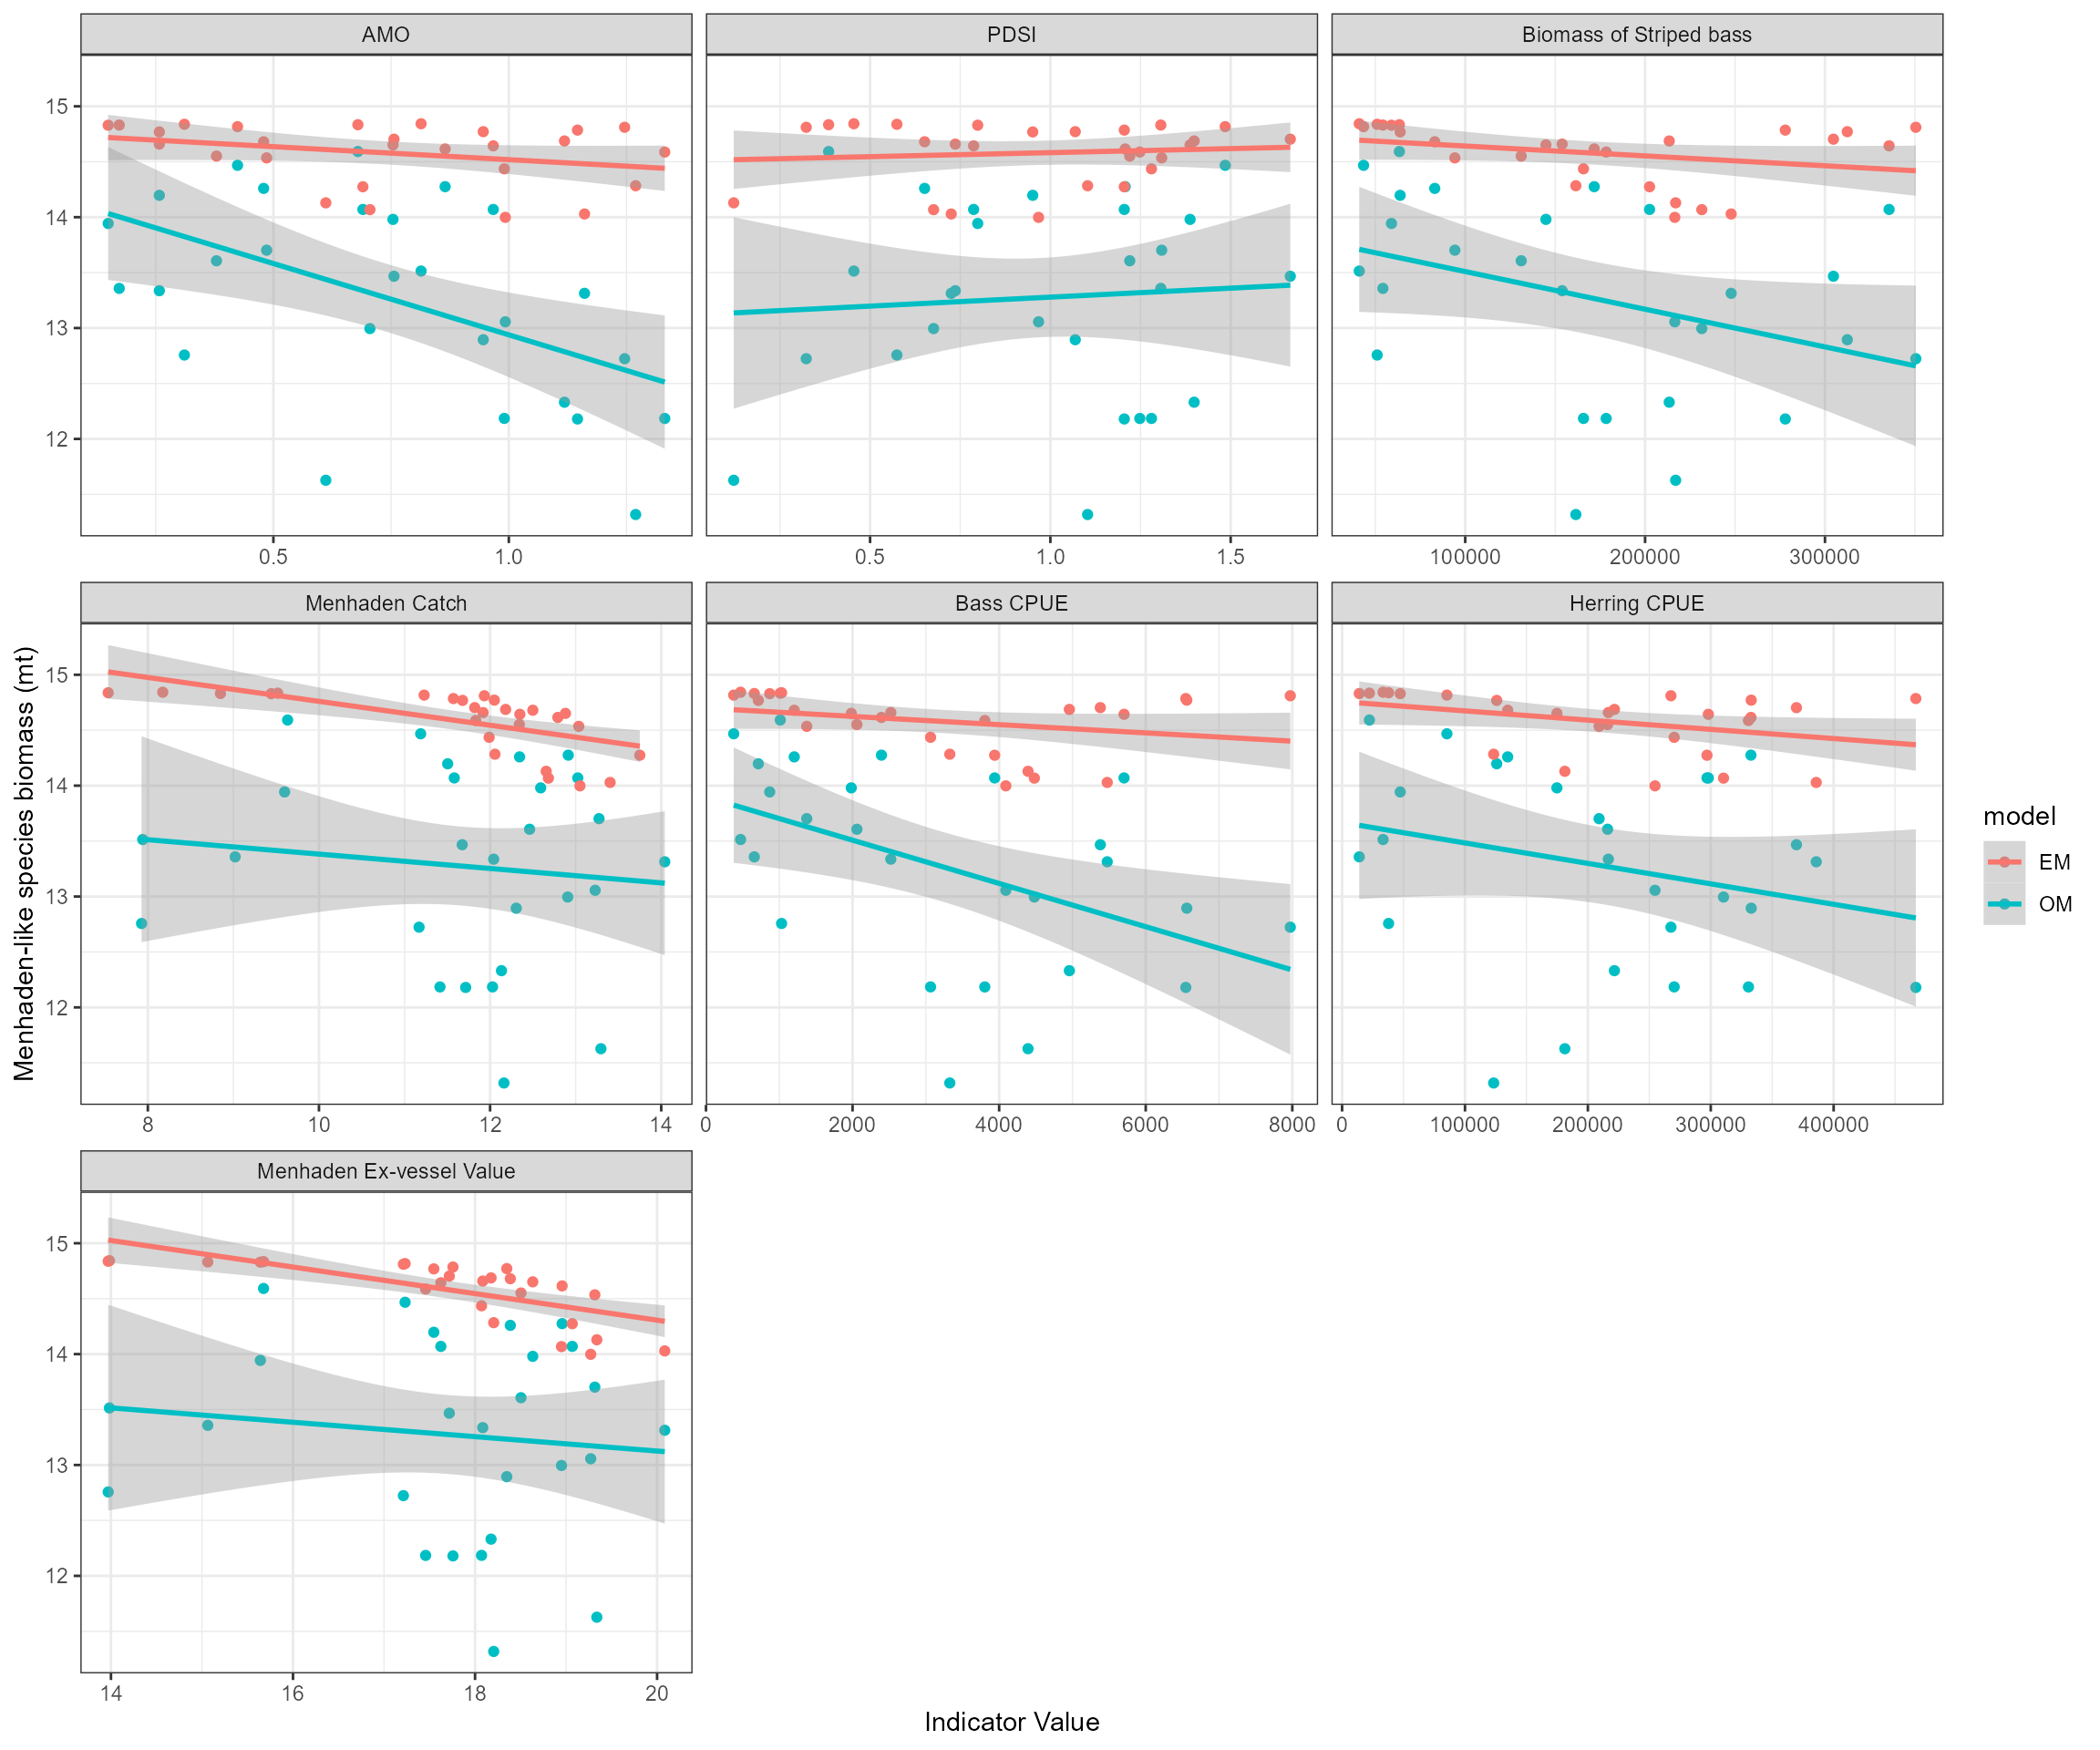 AMO
PDSI
Biomass of Striped bass
15
14
13
12
0.5 1.0
0.5 1.0 1.5
100000 200000 300000
Menhaden Catch
Bass CPUE
Herring CPUE
15
14
13
12
8 10 12 14
0 2000 4000 6000 8000
0 100000 200000 300000 400000
Menhaden Ex-vessel Value
15
14
13
12
14 16 18 20
Indicator Value
Menhaden-like species biomass (mt)
model
EM
OM